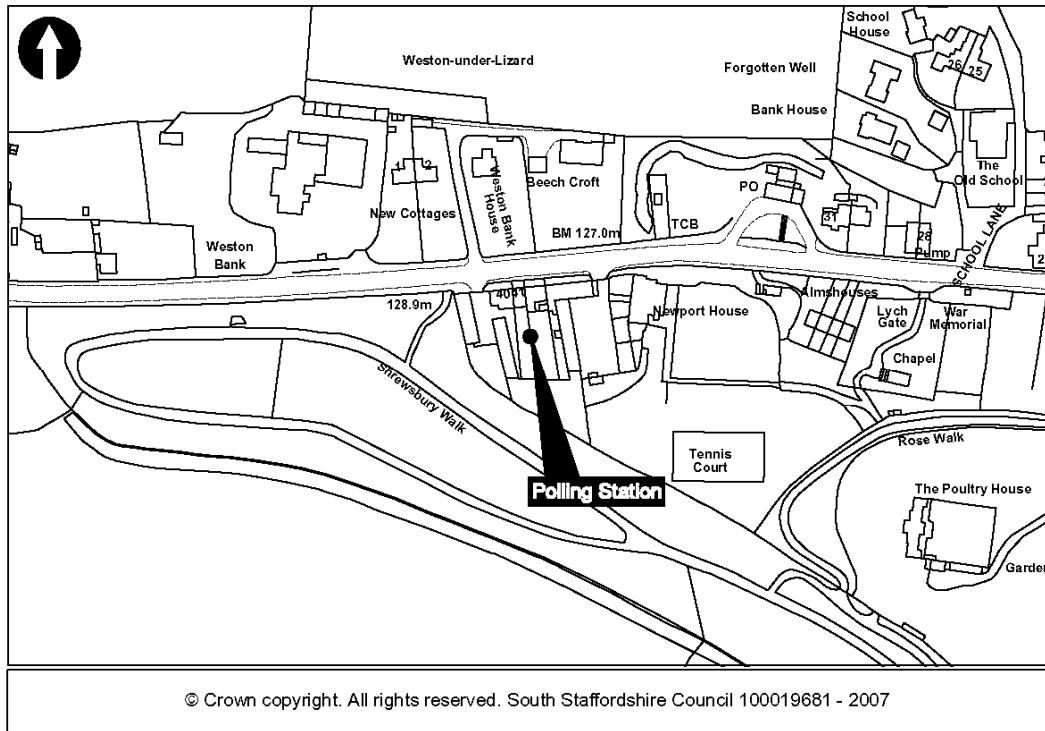 School
House
Weston-under-Lizard
Forgotten Well
26
25
Bank House
The
Old School
1
2
Beech Croft
PO
New Cottages
Weston Bank
House
31
TCB
BM 127.0m
28
Pump
SCHOOL LANE
2
Weston
Bank
128.9m
40
41
Newport House
Almshouses
Lych
Gate
War
Memorial
Chapel
Shrewsbury Walk
Tennis
Court
Rose Walk
Polling Station
The Poultry House
Garden
© Crown copyright. All rights reserved. South Staffordshire Council 100019681 - 2007